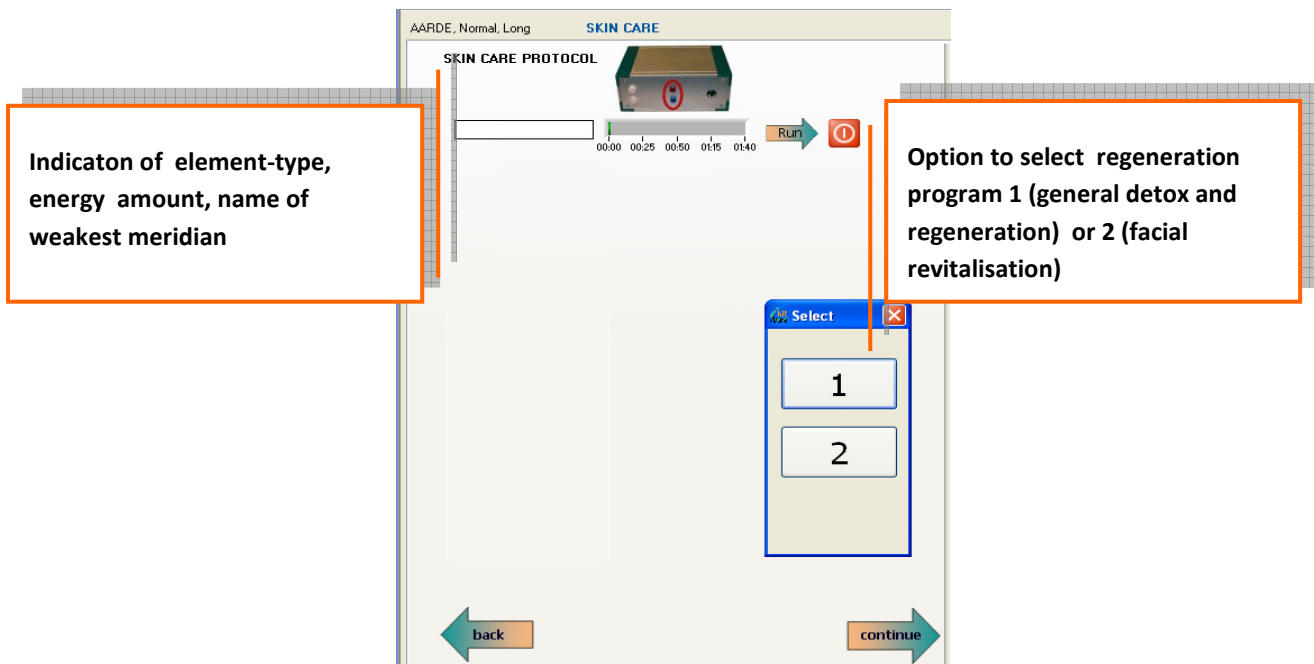 AARDE, Normal, Long SKIN CARE
SKIN CARE PROTOCOL
Indicaton of element-type,
energy amount, name of
weakest meridian
Run
00:00 00:25 00:50 01:15 01:40
Option to select regeneration
program 1 (general detox and
regeneration) or 2 (facial
revitalisation)
Select
1
2
back
continue